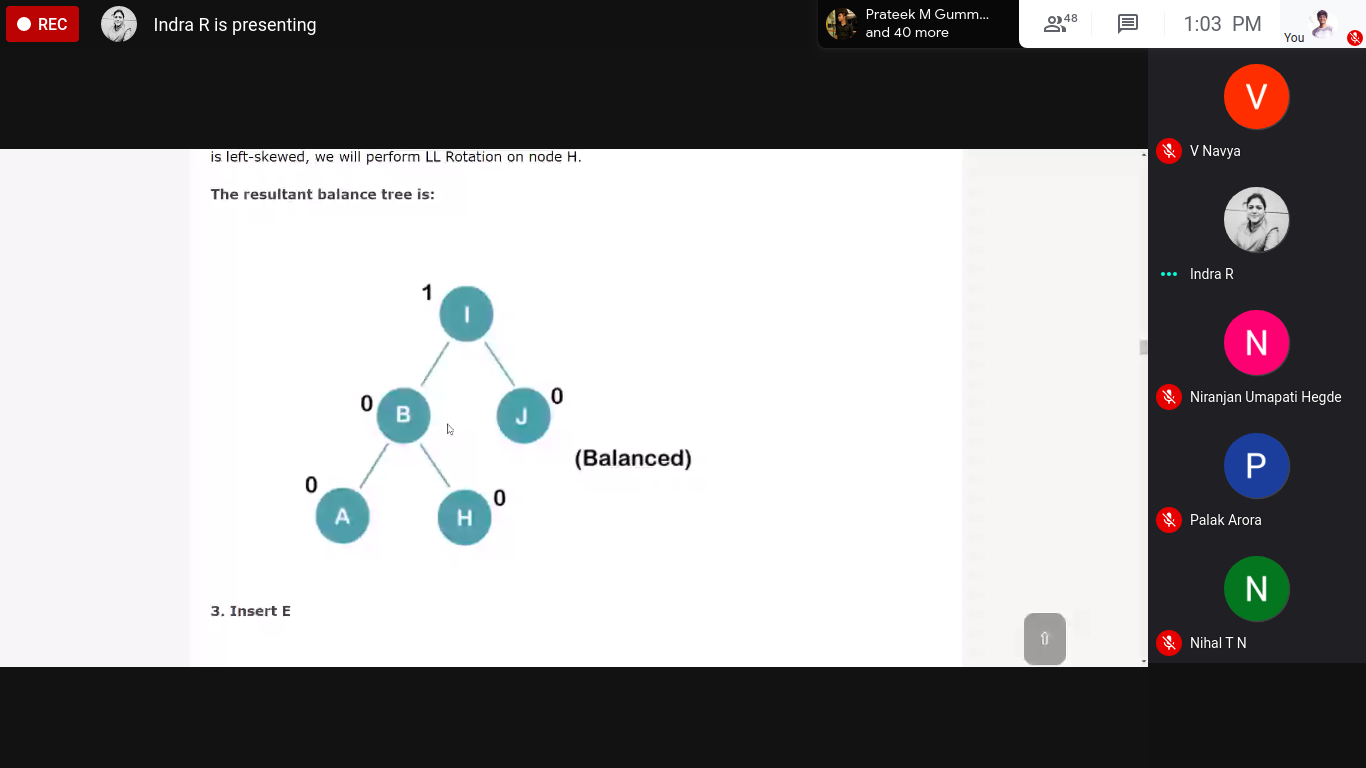 REC
Indra R is presenting
Prateek M Gumm...
and 40 more
48
1:03 PM
You
V
V Navya
is left-skewed, we will perform LL Rotation on node H.
The resultant balance tree is:
1
I
0
B
J
0
(Balanced)
0
A
H
0
3. Insert E
Indra R
N
Niranjan Umapati Hegde
P
Palak Arora
N
Nihal T N